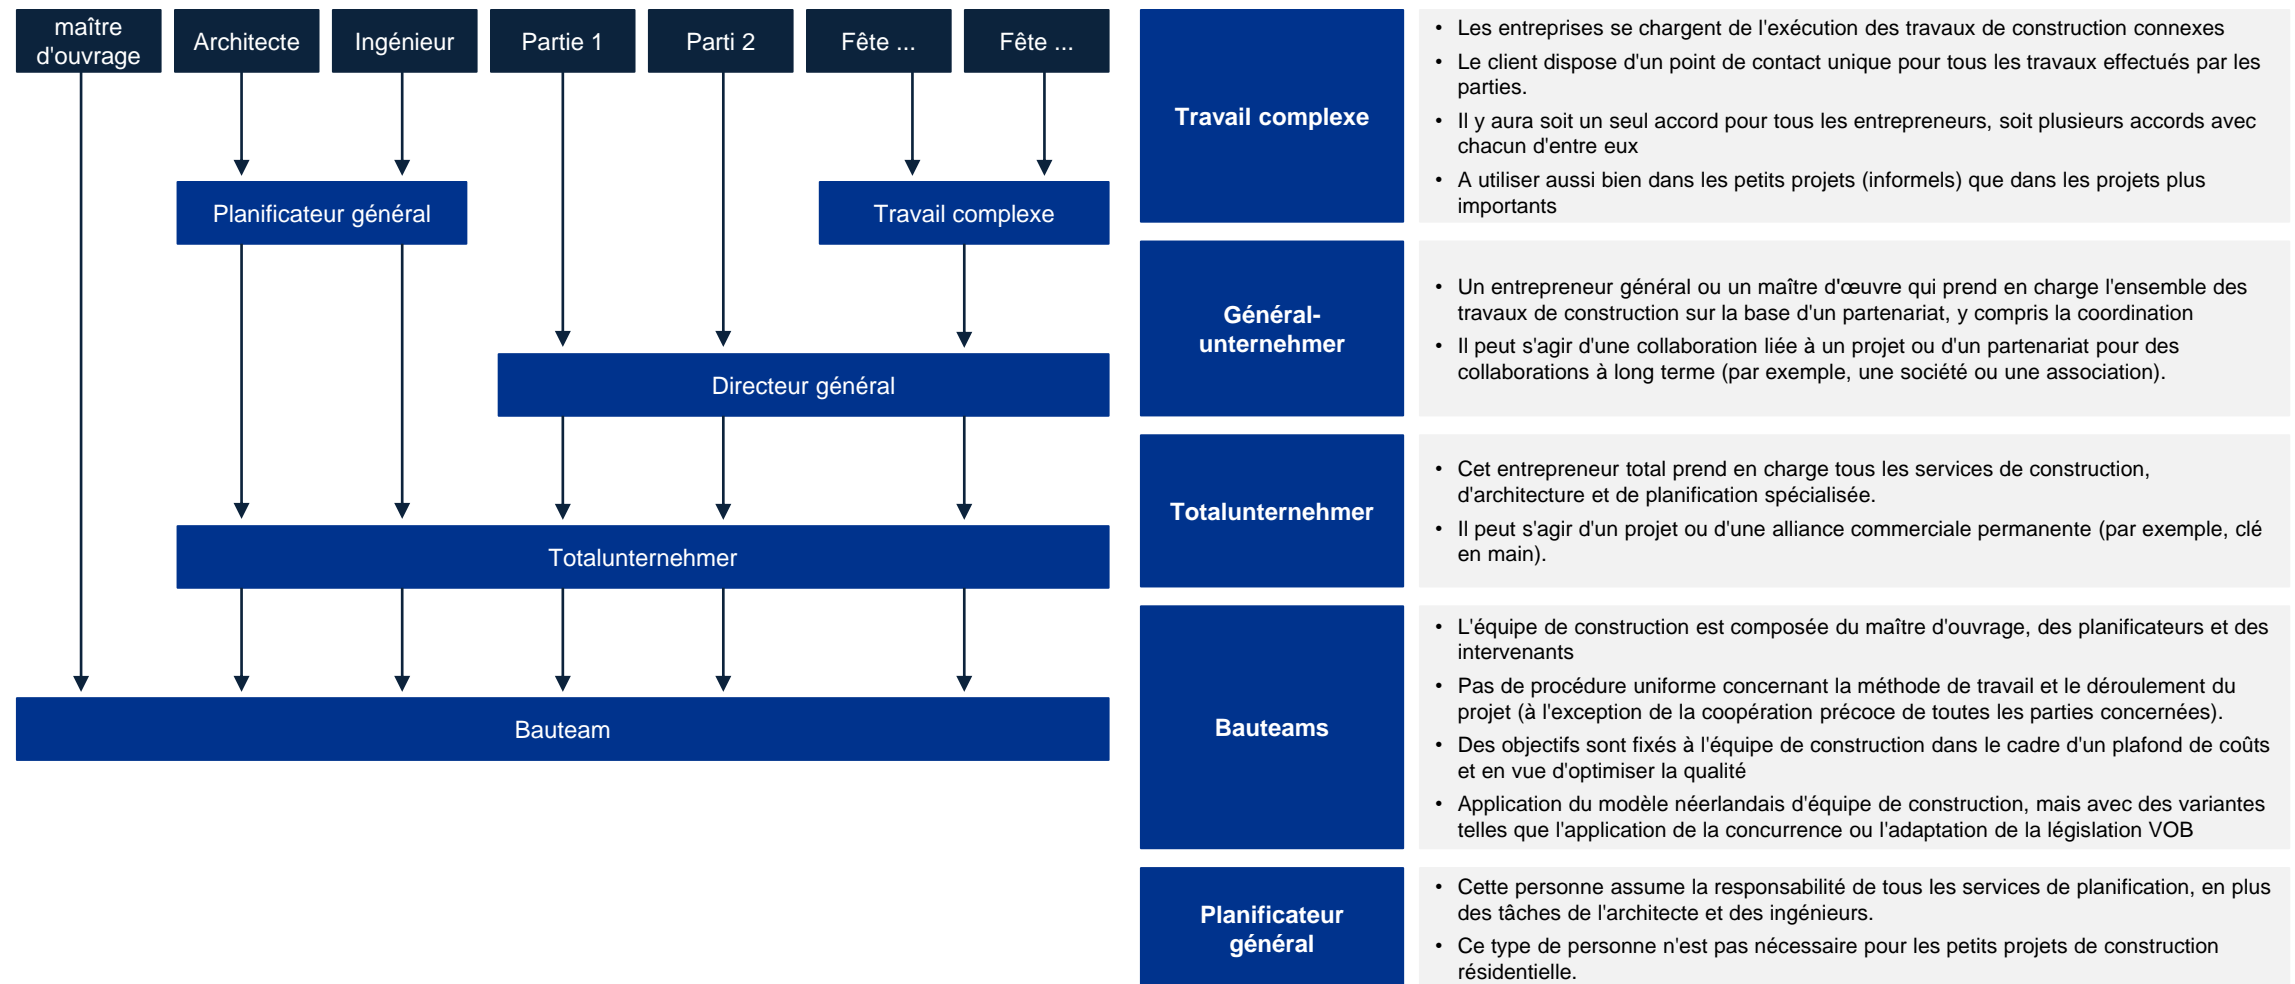 maître
d'ouvrage
Architecte
Ingénieur
Partie 1
Parti 2
Fête ...
Fête ...
Planificateur général
Travail complexe
Directeur général
Totalunternehmer
Bauteam
Travail complexe
• Les entreprises se chargent de l'exécution des travaux de construction connexes
• Le client dispose d'un point de contact unique pour tous les travaux effectués par les
parties.
• Il y aura soit un seul accord pour tous les entrepreneurs, soit plusieurs accords avec
chacun d'entre eux
• A utiliser aussi bien dans les petits projets (informels) que dans les projets plus
importants
Général-
unternehmer
• Un entrepreneur général ou un maître d'œuvre qui prend en charge l'ensemble des
travaux de construction sur la base d'un partenariat, y compris la coordination
• Il peut s'agir d'une collaboration liée à un projet ou d'un partenariat pour des
collaborations à long terme (par exemple, une société ou une association).
Totalunternehmer
• Cet entrepreneur total prend en charge tous les services de construction,
d'architecture et de planification spécialisée.
• Il peut s'agir d'un projet ou d'une alliance commerciale permanente (par exemple, clé
en main).
Bauteams
• L'équipe de construction est composée du maître d'ouvrage, des planificateurs et des
intervenants
• Pas de procédure uniforme concernant la méthode de travail et le déroulement du
projet (à l'exception de la coopération précoce de toutes les parties concernées).
• Des objectifs sont fixés à l'équipe de construction dans le cadre d'un plafond de coûts
et en vue d'optimiser la qualité
• Application du modèle néerlandais d'équipe de construction, mais avec des variantes
telles que l'application de la concurrence ou l'adaptation de la législation VOB
Planificateur
général
• Cette personne assume la responsabilité de tous les services de planification, en plus
des tâches de l'architecte et des ingénieurs.
• Ce type de personne n'est pas nécessaire pour les petits projets de construction
résidentielle.